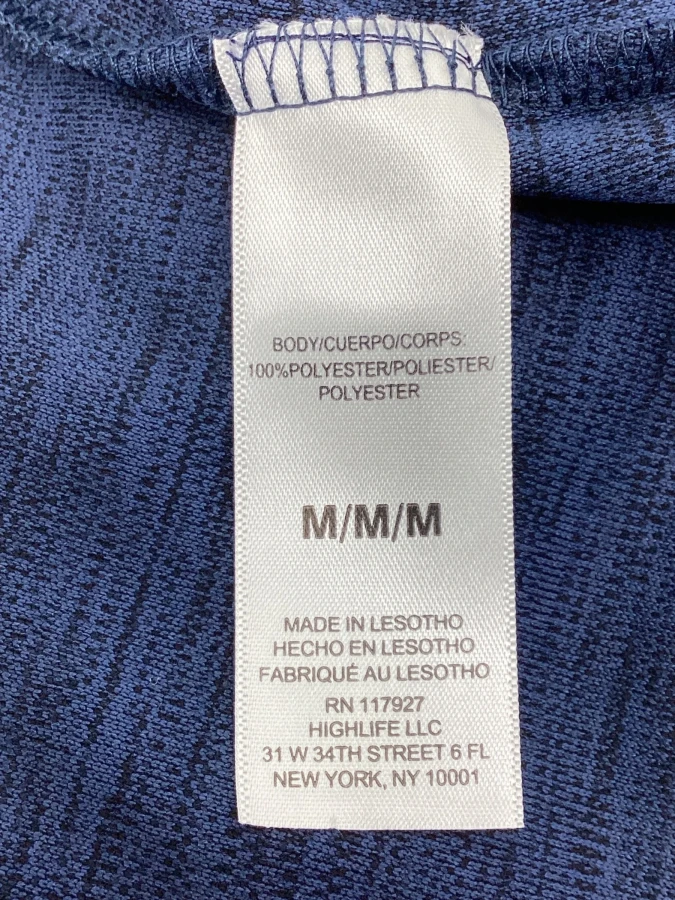 BODY/CUERPO/CORPS:
100%POLYESTER/POLIESTER/
POLYESTER
M/M/M
MADE IN LESOTHO
HECHO EN LESOTHO
FABRIQUÉ AU LESOTHO
RN 117927
HIGHLIFE LLC
31 W 34TH STREET 6 FL
NEW YORK, NY 10001